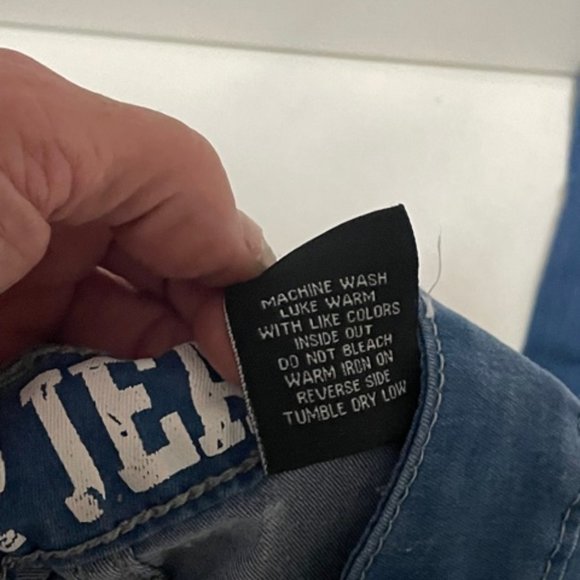 MACHINE WASH
LUKE WARM
WITH LIKE COLORS
INSIDE OUT
DO NOT BLEACH
WARM IRON ON
REVERSE SIDE
TUMBLE DRY LOW
JEA